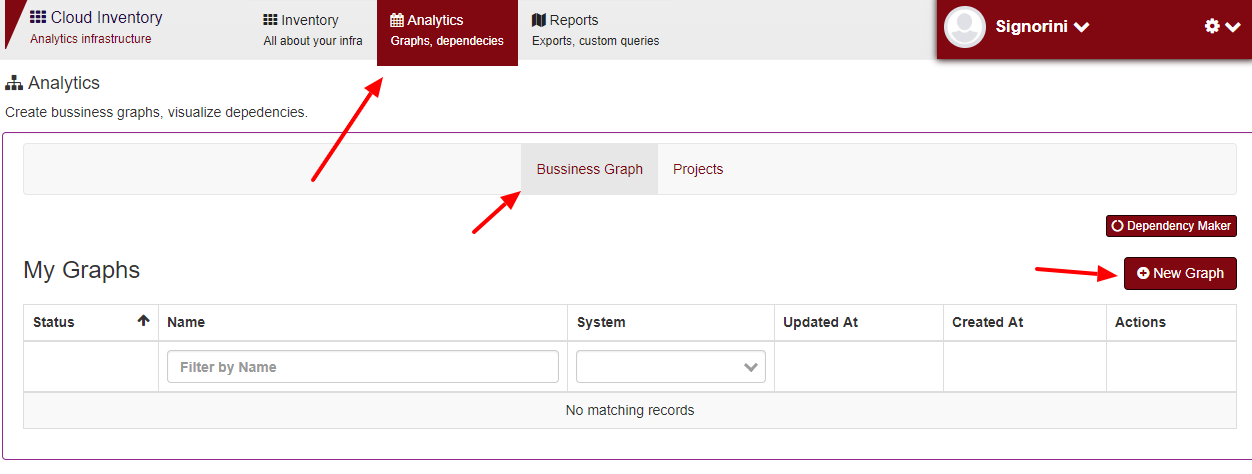 Cloud Inventory
Analytics infrastructure
Inventory
All about your infra
Analytics
Graphs, dependecies
Reports
Exports, custom queries
Signorini
Analytics
Create bussiness graphs, visualize depedencies.
Bussiness Graph
Projects
Dependency Maker
My Graphs
New Graph
Status
Name
System
Updated At
Created At
Actions
Filter by Name
No matching records